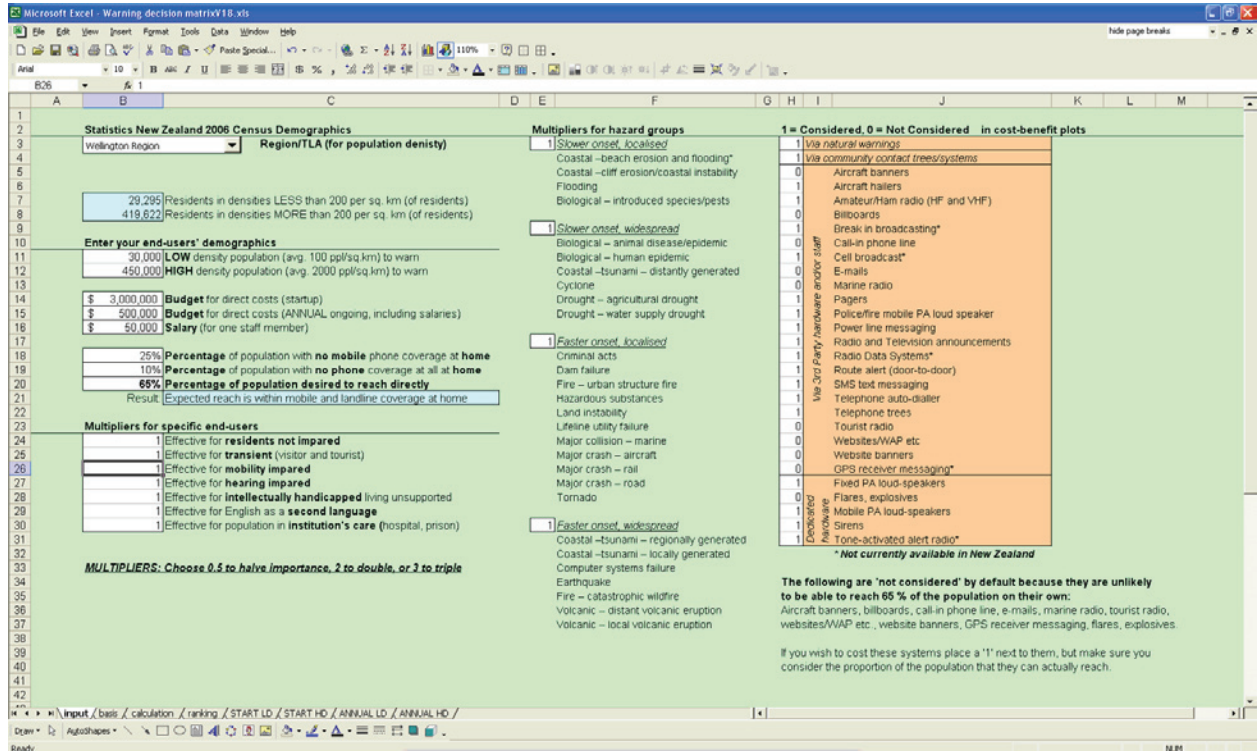 Microsoft Excel - Warning decision matrixV18.xls
File Edit View Insert Format Tools Data Window Help hide page breaks
Paste Special... 110%
Arial 10 B ABC I U
B26 fx 1
A B C D E F G H I J K L M
Statistics New Zealand 2006 Census Demographics
Wellington Region Region/TLA (for population denisty)
29,295 Residents in densities LESS than 200 per sq. km (of residents)
419,622 Residents in densities MORE than 200 per sq. km (of residents)
Enter your end-users' demographics
30,000 LOW density population (avg. 100 ppl/sq.km) to warn
450,000 HIGH density population (avg. 2000 ppl/sq.km) to warn
$ 3,000,000 Budget for direct costs (startup)
$ 500,000 Budget for direct costs (ANNUAL ongoing, including salaries)
$ 50,000 Salary (for one staff member)
25% Percentage of population with no mobile phone coverage at home
10% Percentage of population with no phone coverage at all at home
65% Percentage of population desired to reach directly
Result: Expected reach is within mobile and landline coverage at home
Multipliers for specific end-users
1 Effective for residents not impared
1 Effective for transient (visitor and tourist)
1 Effective for mobility impared
1 Effective for hearing impared
1 Effective for intellectually handicapped living unsupported
1 Effective for English as a second language
1 Effective for population in institution's care (hospital, prison)
MULTIPLIERS: Choose 0.5 to halve importance, 2 to double, or 3 to triple
Multipliers for hazard groups
1 Slower onset, localised
Coastal –beach erosion and flooding*
Coastal –cliff erosion/coastal instability
Flooding
Biological – introduced species/pests
1 Slower onset, widespread
Biological – animal disease/epidemic
Biological – human epidemic
Coastal –tsunami – distantly generated
Cyclone
Drought – agricultural drought
Drought – water supply drought
1 Faster onset, localised
Criminal acts
Dam failure
Fire – urban structure fire
Hazardous substances
Land instability
Lifeline utility failure
Major collision – marine
Major crash – aircraft
Major crash – rail
Major crash – road
Tornado
1 Faster onset, widespread
Coastal –tsunami – regionally generated
Coastal –tsunami – locally generated
Computer systems failure
Earthquake
Fire – catastrophic wildfire
Volcanic – distant volcanic eruption
Volcanic – local volcanic eruption
1 = Considered, 0 = Not Considered in cost-benefit plots
1 Via natural warnings
1 Via community contact trees/systems
Via 3rd Party hardware and/or staff
0 Aircraft banners
1 Aircraft hailers
1 Amateur/Ham radio (HF and VHF)
0 Billboards
1 Break in broadcasting*
0 Call-in phone line
1 Cell broadcast*
0 E-mails
0 Marine radio
1 Pagers
1 Police/fire mobile PA loud speaker
1 Power line messaging
1 Radio and Television announcements
1 Radio Data Systems*
1 Route alert (door-to-door)
1 SMS text messaging
1 Telephone auto-dialler
1 Telephone trees
0 Tourist radio
0 Websites/WAP etc
0 Website banners
0 GPS receiver messaging*
Dedicated hardware
1 Fixed PA loud-speakers
0 Flares, explosives
1 Mobile PA loud-speakers
1 Sirens
1 Tone-activated alert radio*
* Not currently available in New Zealand
The following are 'not considered' by default because they are unlikely
to be able to reach 65 % of the population on their own:
Aircraft banners, billboards, call-in phone line, e-mails, marine radio, tourist radio,
websites/WAP etc., website banners, GPS receiver messaging, flares, explosives.
If you wish to cost these systems place a '1' next to them, but make sure you
consider the proportion of the population that they can actually reach.
input / basis / calculation / ranking / START LD / START HD / ANNUAL LD / ANNUAL HD /
Draw AutoShapes
Ready NUM